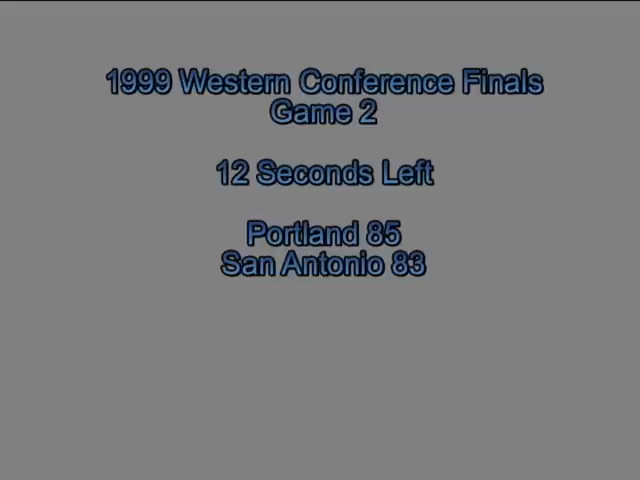 1999 Western Conference Finals
Game 2
12 Seconds Left
Portland 85
San Antonio 83